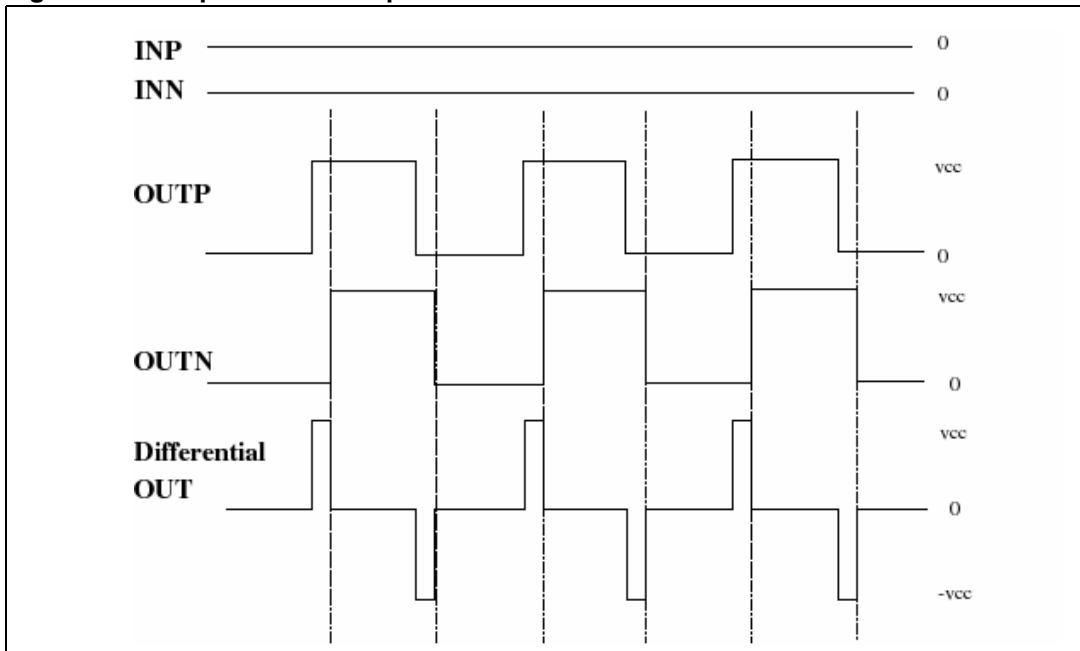 INP 0
INN 0
OUTP vcc
0
vcc
OUTN 0
vcc
Differential
OUT 0
-vcc